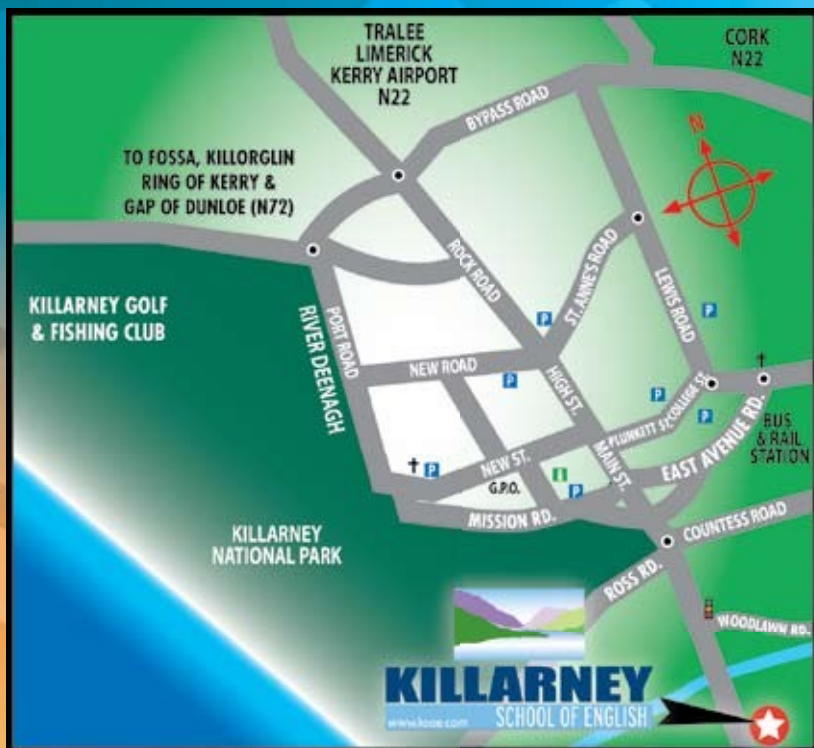 TRALEE
LIMERICK
KERRY AIRPORT
N22
CORK
N22
BYPASS ROAD
N
TO FOSSA, KILLORGLIN
RING OF KERRY &
GAP OF DUNLOE (N72)
ROCK ROAD
ST. ANNE'S ROAD
LEWIS ROAD
KILLARNEY GOLF
& FISHING CLUB
PORT ROAD
RIVER DEENAGH
P
P
NEW ROAD
HIGH ST.
P
P
COLLEGE ST.
PLUNKETT ST.
P
EAST AVENUE RD.
BUS
& RAIL
STATION
MAIN ST.
NEW ST.
P
i
G.P.O.
P
MISSION RD.
KILLARNEY
NATIONAL PARK
COUNTESS ROAD
ROSS RD.
WOODLAWN RD.
KILLARNEY
SCHOOL OF ENGLISH